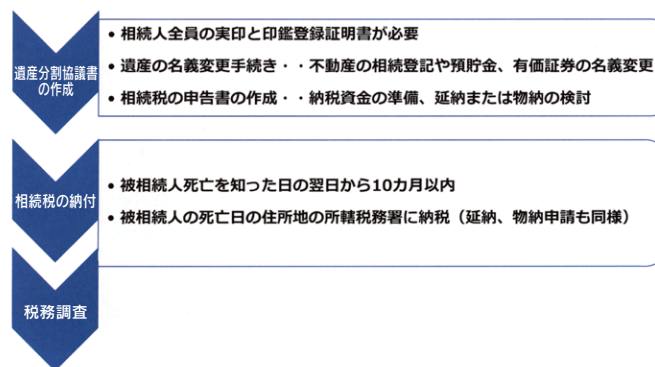 遺産分割協議書
の作成
• 相続人全員の実印と印鑑登録証明書が必要
• 遺産の名義変更手続き・・不動産の相続登記や預貯金、有価証券の名義変更
• 相続税の申告書の作成・・納税資金の準備、延納または物納の検討
相続税の納付
• 被相続人死亡を知った日の翌日から10カ月以内
• 被相続人の死亡日の住所地の所轄税務署に納税（延納、物納申請も同様）
税務調査